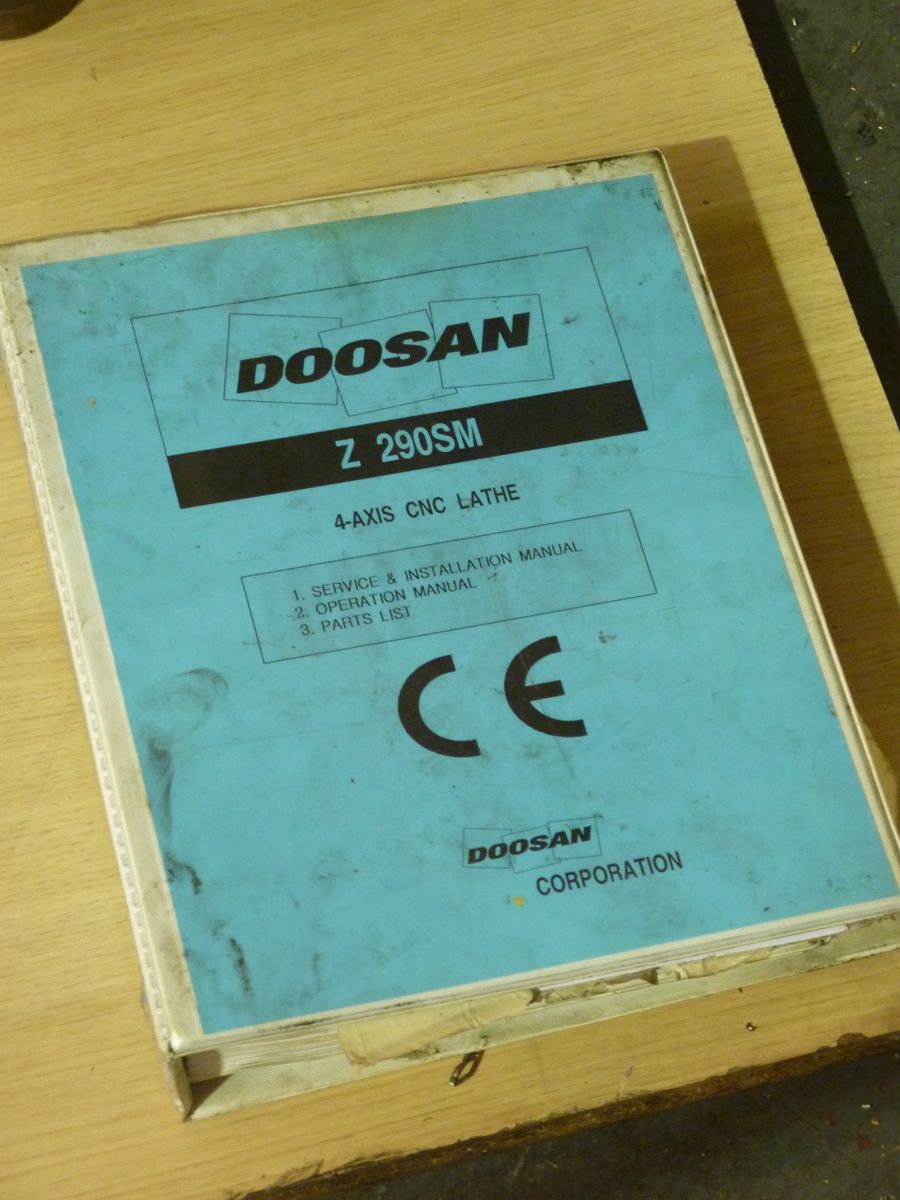 DOOSAN
Z 290SM
4-AXIS CNC LATHE
1. SERVICE & INSTALLATION MANUAL
2. OPERATION MANUAL
3. PARTS LIST
CE
DOOSAN
CORPORATION